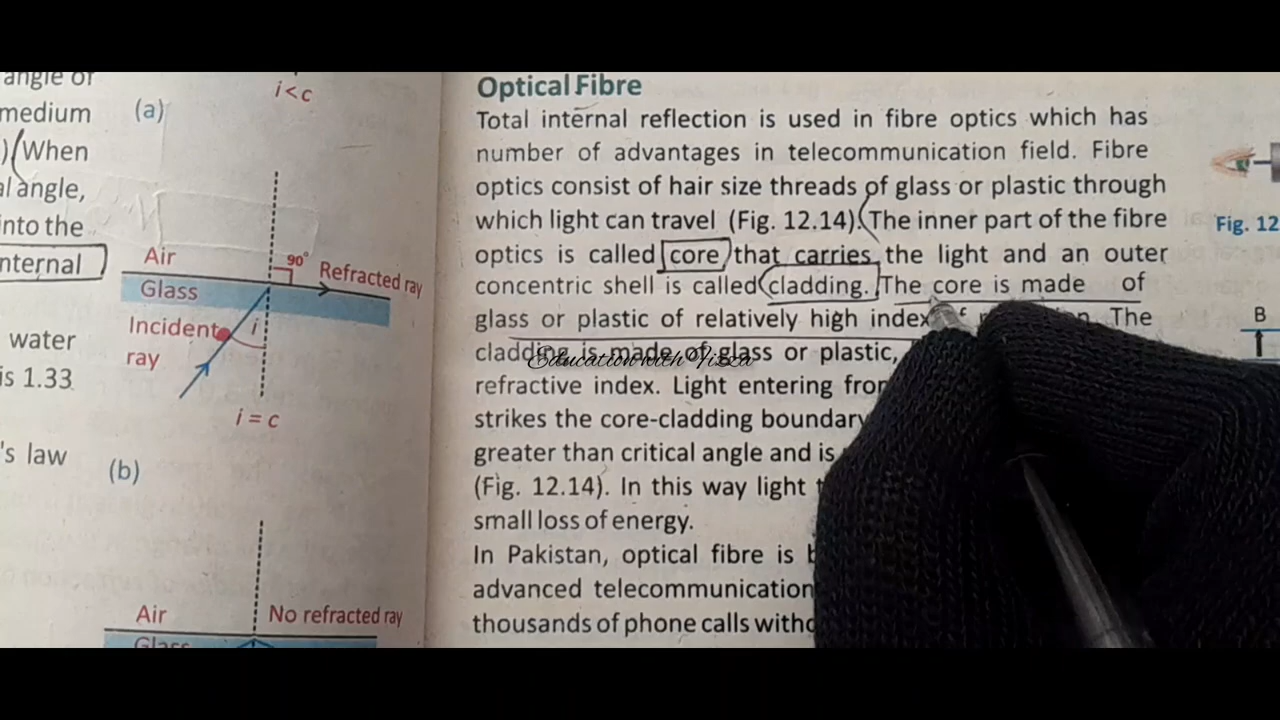 angle of
medium
) When
al angle,
into the
nternal
water
is 1.33
's law
i < c
(a)
Air
90°
Refracted ray
Glass
Incident
ray
i
i = c
(b)
Air
No refracted ray
Glass
Optical Fibre
Total internal reflection is used in fibre optics which has
number of advantages in telecommunication field. Fibre
optics consist of hair size threads of glass or plastic through
which light can travel (Fig. 12.14). The inner part of the fibre
optics is called core that carries the light and an outer
concentric shell is called cladding. The core is made of
glass or plastic of relatively high index The
cladding is made of glass or plastic,
Education with Fizza
refractive index. Light entering from
strikes the core-cladding boundary
greater than critical angle and is
(Fig. 12.14). In this way light
small loss of energy.
In Pakistan, optical fibre is
advanced telecommunication
thousands of phone calls
Fig. 12
B